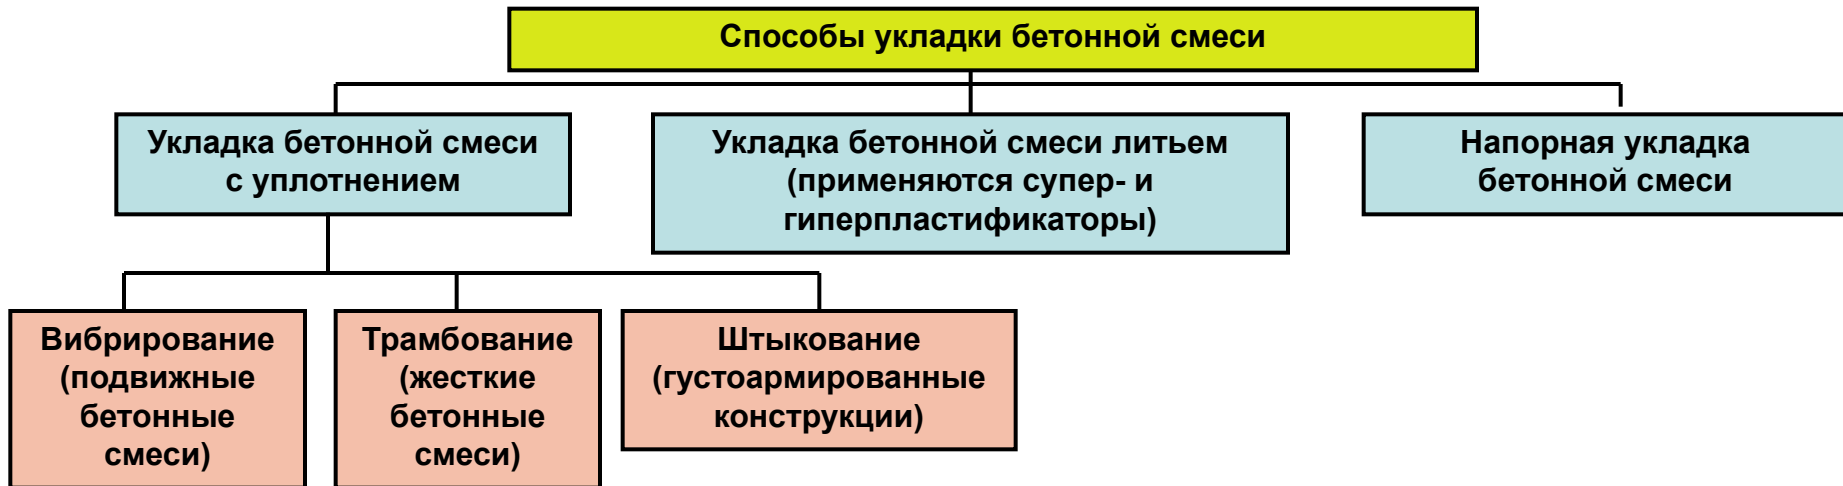 Способы укладки бетонной смеси
Укладка бетонной смеси
с уплотнением
Укладка бетонной смеси литьем
(применяются супер- и
гиперпластификаторы)
Напорная укладка
бетонной смеси
Вибрирование
(подвижные
бетонные
смеси)
Трамбование
(жесткие
бетонные
смеси)
Штыкование
(густоармированные
конструкции)